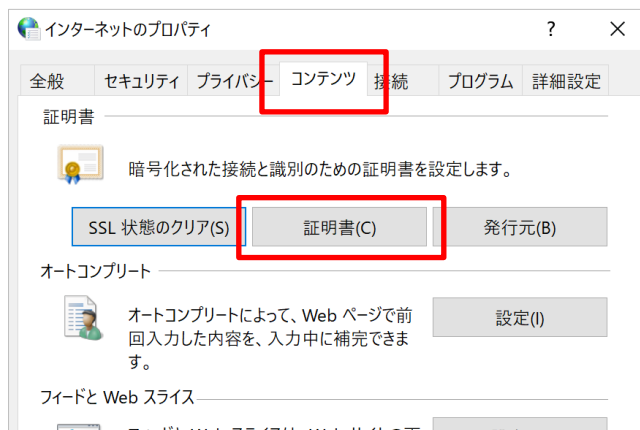 インターネットのプロパティ ? ×
全般 セキュリティ プライバシー コンテンツ 接続 プログラム 詳細設定
証明書
暗号化された接続と識別のための証明書を設定します。
SSL 状態のクリア(S) 証明書(C) 発行元(B)
オートコンプリート
オートコンプリートによって、Web ページで前
回入力した内容を、入力中に補完できま
す。
設定(I)
フィードと Web スライス